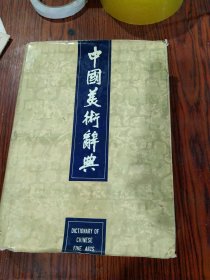 中國美術辭典
DICTIONARY OF
CHINESE
FINE ARTS